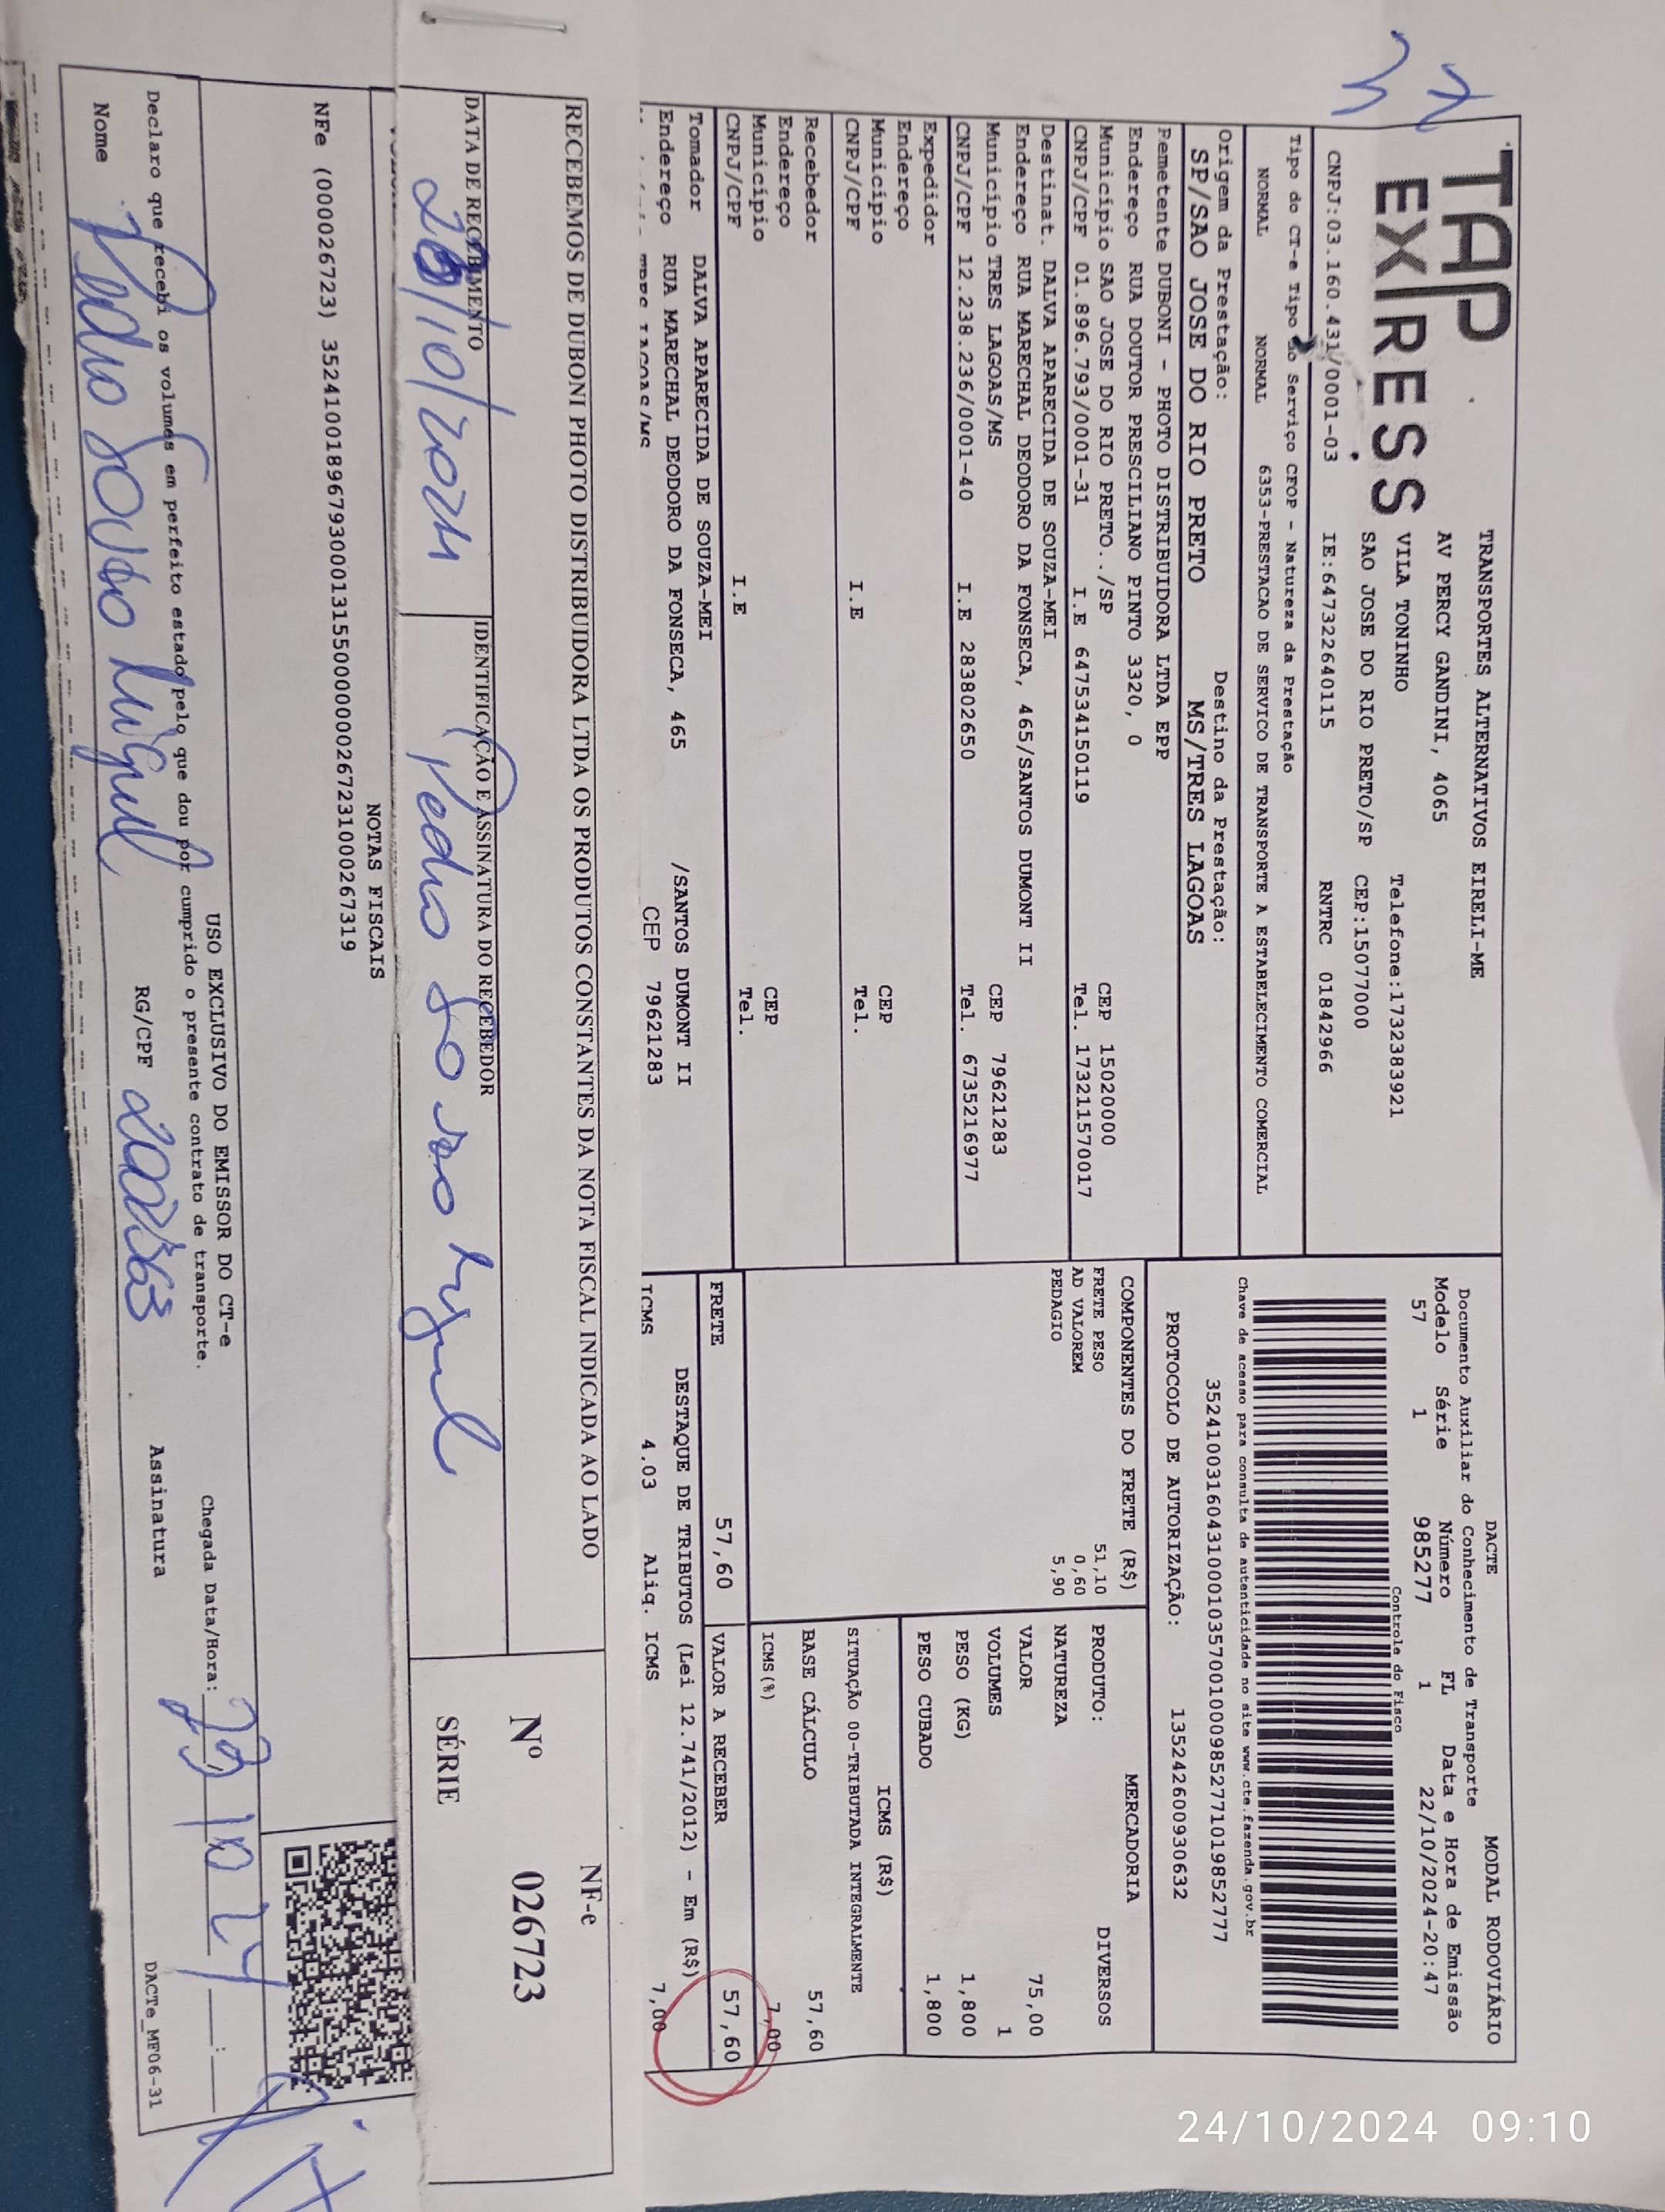 TAP
EXPRESS
TRANSPORTES ALTERNATIVOS EIRELI-ME
AV PERCY GANDINI, 4065
VILA TONINHO Telefone:1732383921
SAO JOSE DO RIO PRETO/SP CEP:15077000
CNPJ:03.160.431/0001-03 IE:647322640115 RNTRC 01842966
DACTE MODAL RODOVIÁRIO
Documento Auxiliar do Conhecimento de Transporte
Modelo Série Número FL Data e Hora de Emissão
57 1 985277 1 22/10/2024-20:47
Controle do Fisco
Chave de acesso para consulta de autenticidade no site www.cte.fazenda.gov.br
35241003160431000103570010009852771019852777
PROTOCOLO DE AUTORIZAÇÃO: 135242600930632
Tipo do CT-e Tipo do Serviço CFOP - Natureza da Prestação
NORMAL NORMAL 6353-PRESTACAO DE SERVICO DE TRANSPORTE A ESTABELECIMENTO COMERCIAL
Origem da Prestação: Destino da Prestação:
SP/SAO JOSE DO RIO PRETO MS/TRES LAGOAS
Remetente DUBONI - PHOTO DISTRIBUIDORA LTDA EPP
Endereço RUA DOUTOR PRESCILIANO PINTO 3320, 0
Município SAO JOSE DO RIO PRETO../SP CEP 15020000
CNPJ/CPF 01.896.793/0001-31 I.E 647534150119 Tel. 173211570017
Destinat. DALVA APARECIDA DE SOUZA-MEI
Endereço RUA MARECHAL DEODORO DA FONSECA, 465/SANTOS DUMONT II
Município TRES LAGOAS/MS CEP 79621283
CNPJ/CPF 12.238.236/0001-40 I.E 283802650 Tel. 6735216977
Expedidor
Endereço
Município CEP
CNPJ/CPF I.E Tel.
Recebedor
Endereço
Município CEP
CNPJ/CPF I.E Tel.
Tomador DALVA APARECIDA DE SOUZA-MEI
Endereço RUA MARECHAL DEODORO DA FONSECA, 465 /SANTOS DUMONT II
TRES LAGOAS/MS CEP 79621283
COMPONENTES DO FRETE (R$)
FRETE PESO 51,10
AD VALOREM 0,60
PEDAGIO 5,90
MERCADORIA
PRODUTO: DIVERSOS
NATUREZA
VALOR 75,00
VOLUMES 1
PESO (KG) 1,800
PESO CUBADO 1,800
ICMS (R$)
SITUAÇÃO 00-TRIBUTADA INTEGRALMENTE
BASE CÁLCULO 57,60
ICMS(%) 7,00
FRETE 57,60 VALOR A RECEBER 57,60
DESTAQUE DE TRIBUTOS (Lei 12.741/2012) - Em (R$)
ICMS 4.03 Aliq. ICMS 7,00
RECEBEMOS DE DUBONI PHOTO DISTRIBUIDORA LTDA OS PRODUTOS CONSTANTES DA NOTA FISCAL INDICADA AO LADO
NF-e
Nº 026723
SÉRIE
DATA DE RECEBIMENTO IDENTIFICAÇÃO E ASSINATURA DO RECEBEDOR
/10/2024 Pedro
NOTAS FISCAIS
NFe (000026723) 35241001896793000131550000000267231000267319
USO EXCLUSIVO DO EMISSOR DO CT-e
Declaro que recebi os volumes em perfeito estado pelo que dou por cumprido o presente contrato de transporte.
Chegada Data/Hora: 23 10 24
Nome Pedro Miguel RG/CPF Assinatura
DACTe_MF06-31
24/10/2024 09:10